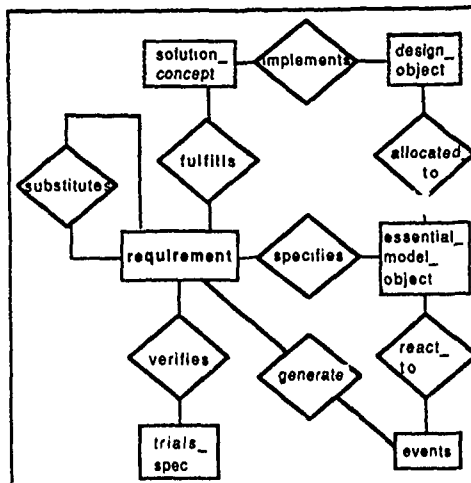 solution_
concept
implements
design_
object
fulfills
allocated_
to
substitutes
requirement
specifies
essential_
model_
object
verifies
generate
react_
to
trials_
spec
events